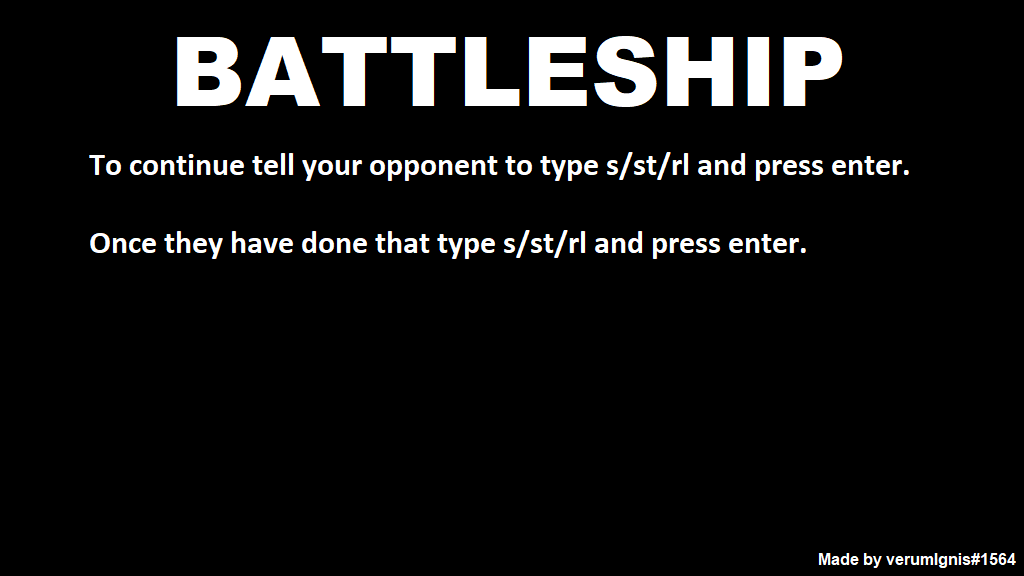 BATTLESHIP
To continue tell your opponent to type s/st/rl and press enter.
Once they have done that type s/st/rl and press enter.
Made by verumIgnis#1564